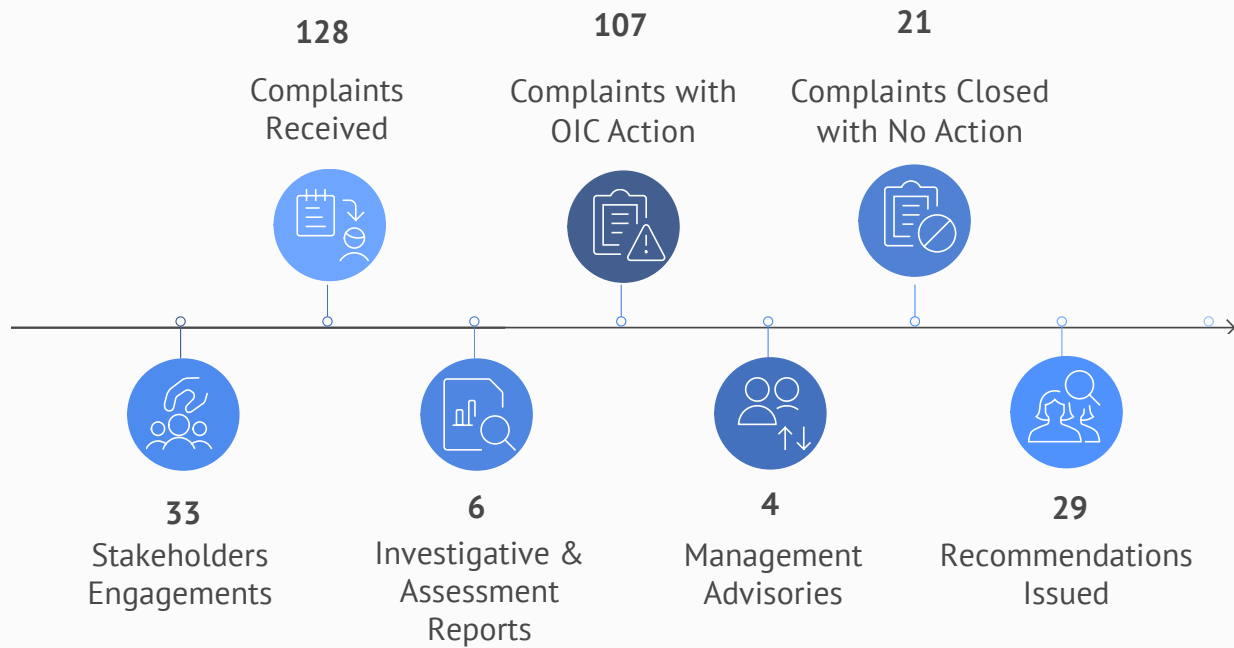 128
Complaints
Received
107
Complaints with
OIC Action
21
Complaints Closed
with No Action
33
Stakeholders
Engagements
6
Investigative &
Assessment
Reports
4
Management
Advisories
29
Recommendations
Issued